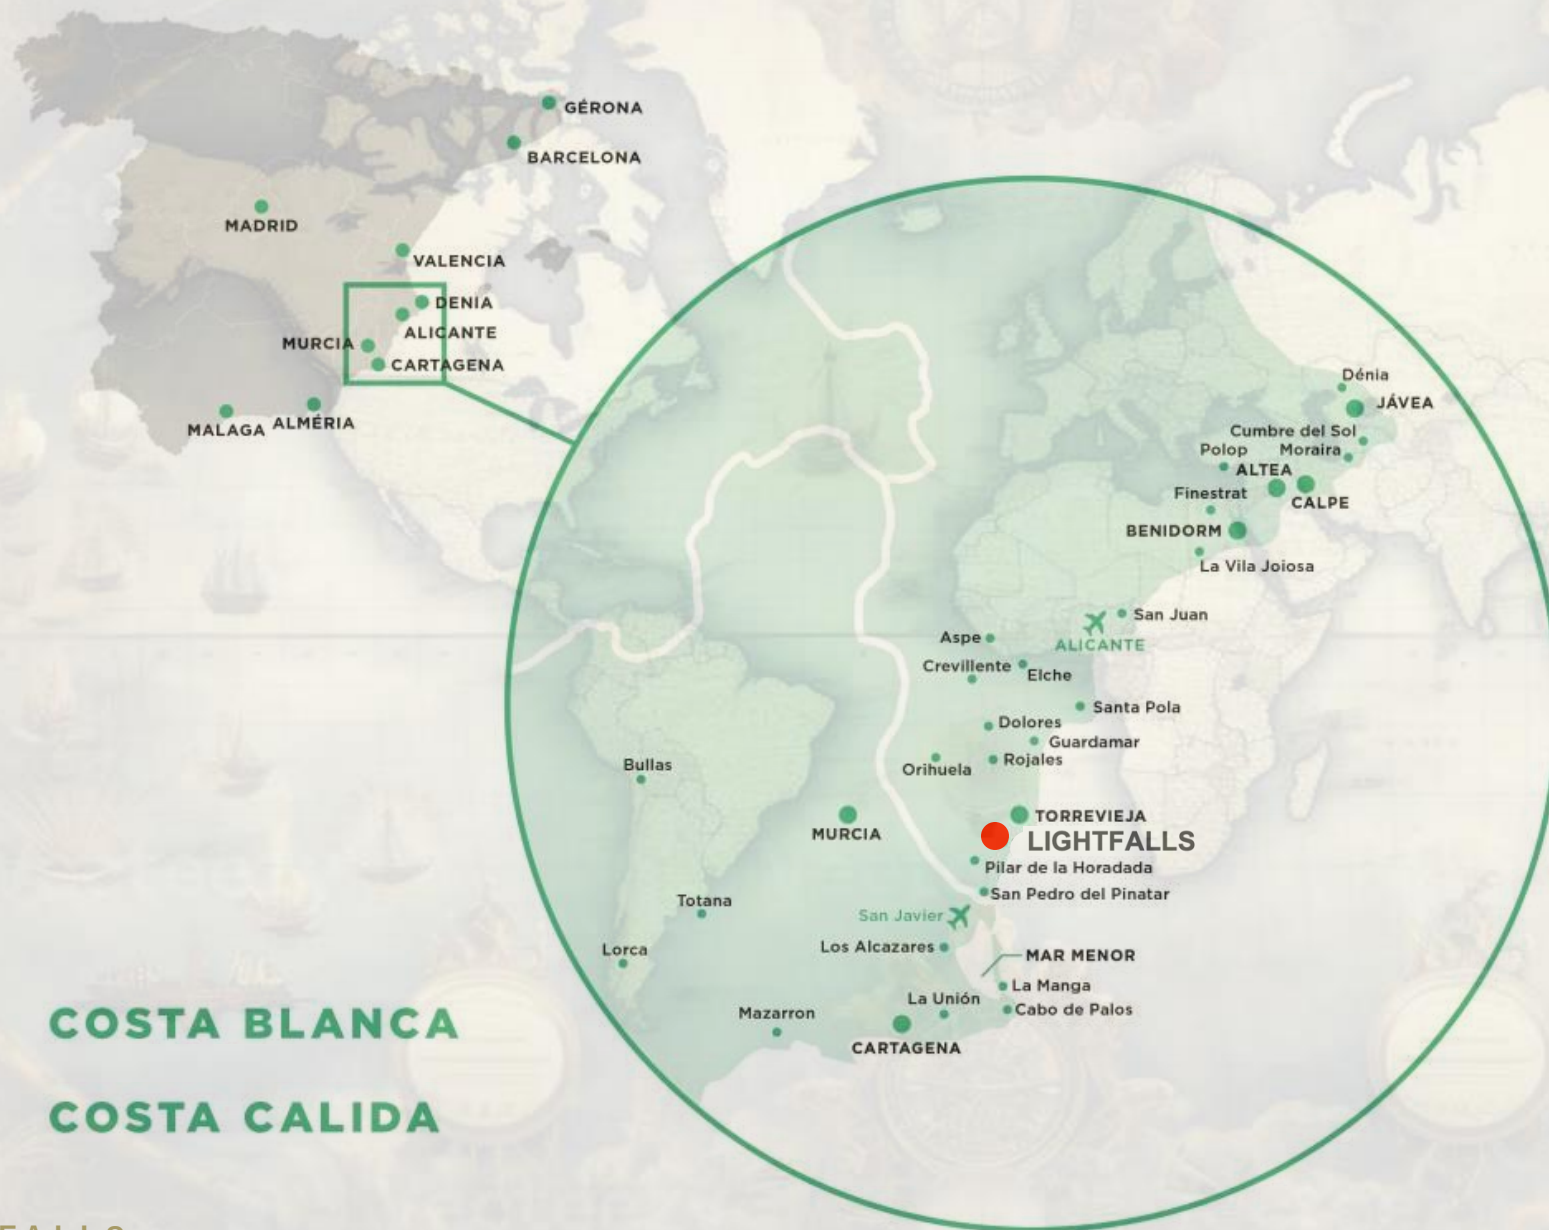 GÉRONA
BARCELONA
MADRID
VALENCIA
DENIA
ALICANTE
MURCIA
CARTAGENA
MALAGA
ALMÉRIA
Dénia
JÁVEA
Cumbre del Sol
Polop
Moraira
ALTEA
Finestrat
CALPE
BENIDORM
La Vila Joiosa
San Juan
Aspe
ALICANTE
Crevillente
Elche
Santa Pola
Dolores
Guardamar
Rojales
Orihuela
Bullas
TORREVIEJA
MURCIA
LIGHTFALLS
Pilar de la Horadada
San Pedro del Pinatar
Totana
San Javier
Los Alcazares
Lorca
MAR MENOR
La Manga
La Unión
Cabo de Palos
Mazarron
CARTAGENA
COSTA BLANCA
COSTA CALIDA